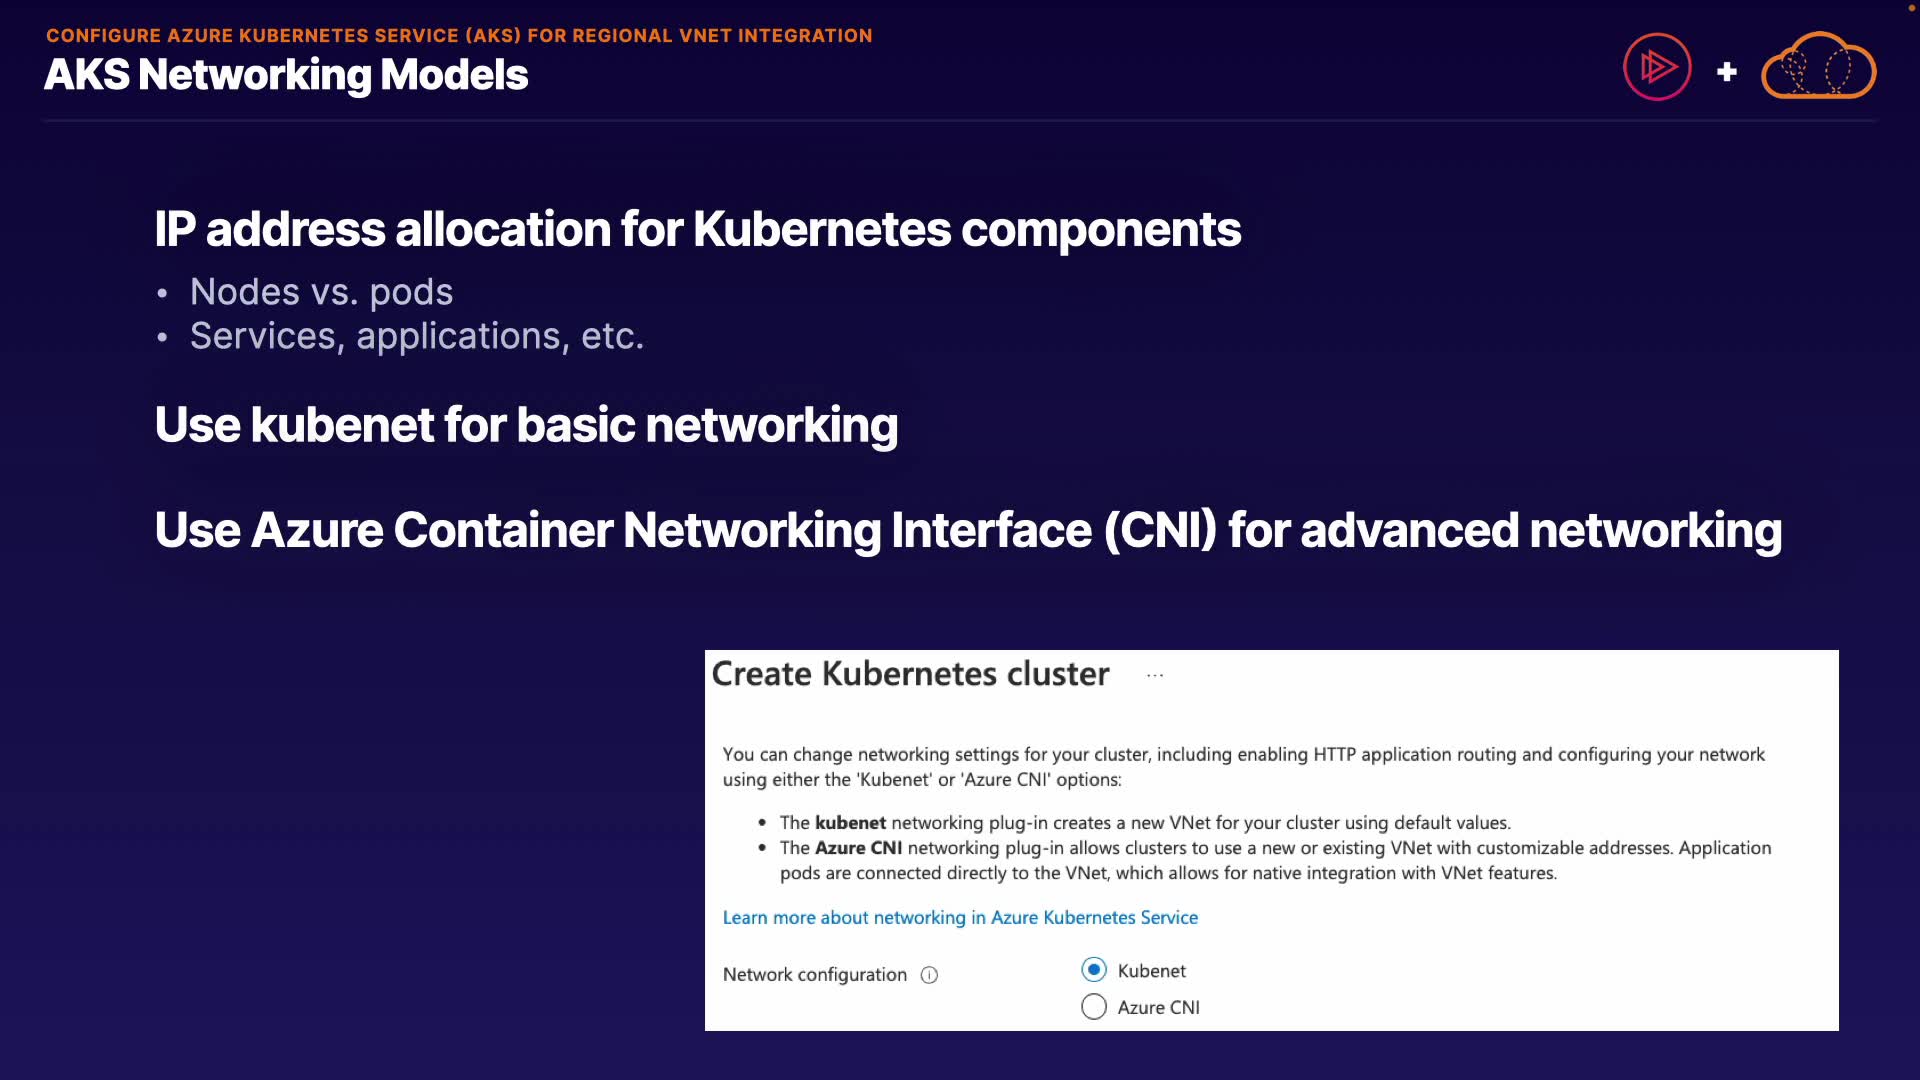 CONFIGURE AZURE KUBERNETES SERVICE (AKS) FOR REGIONAL VNET INTEGRATION
AKS Networking Models
IP address allocation for Kubernetes components
• Nodes vs. pods
• Services, applications, etc.
Use kubenet for basic networking
Use Azure Container Networking Interface (CNI) for advanced networking
Create Kubernetes cluster ...
You can change networking settings for your cluster, including enabling HTTP application routing and configuring your network
using either the 'Kubenet' or 'Azure CNI' options:
• The kubenet networking plug-in creates a new VNet for your cluster using default values.
• The Azure CNI networking plug-in allows clusters to use a new or existing VNet with customizable addresses. Application
pods are connected directly to the VNet, which allows for native integration with VNet features.
Learn more about networking in Azure Kubernetes Service
Network configuration
Kubenet
Azure CNI